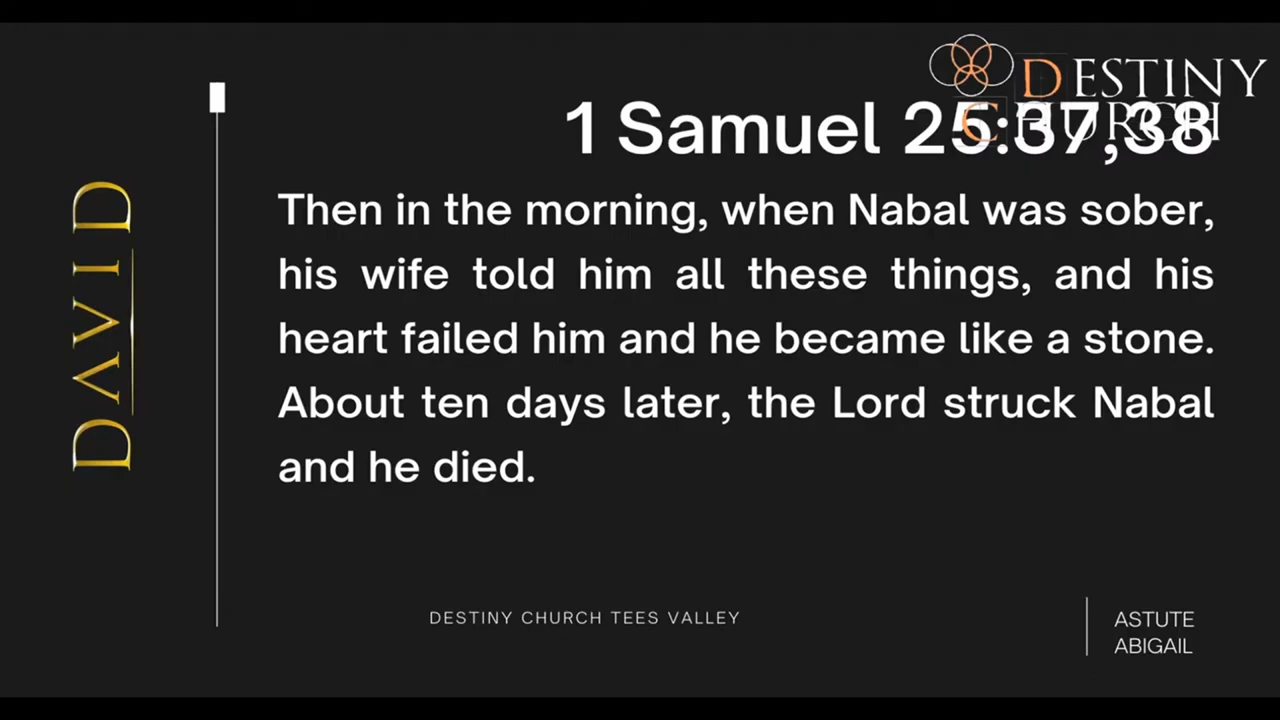 DESTINY
CHURCH
1 Samuel 25:37,38
DAVID
Then in the morning, when Nabal was sober,
his wife told him all these things, and his
heart failed him and he became like a stone.
About ten days later, the Lord struck Nabal
and he died.
DESTINY CHURCH TEES VALLEY
ASTUTE
ABIGAIL